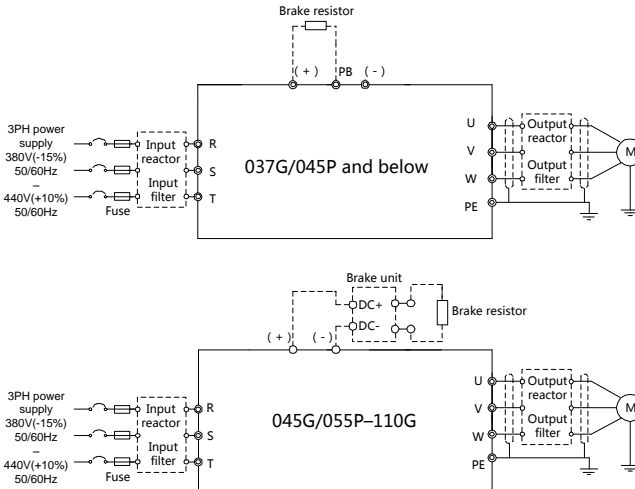 Brake resistor
( + ) PB ( - )
3PH power
supply
380V(-15%)
50/60Hz
–
440V(+10%)
50/60Hz
Fuse
Input
reactor
Input
filter
R
S
T
037G/045P and below
U
V
W
PE
Output
reactor
Output
filter
M
Brake unit
DC+
DC-
Brake resistor
( + ) ( - )
3PH power
supply
380V(-15%)
50/60Hz
–
440V(+10%)
50/60Hz
Fuse
Input
reactor
Input
filter
R
S
T
045G/055P–110G
U
V
W
PE
Output
reactor
Output
filter
M